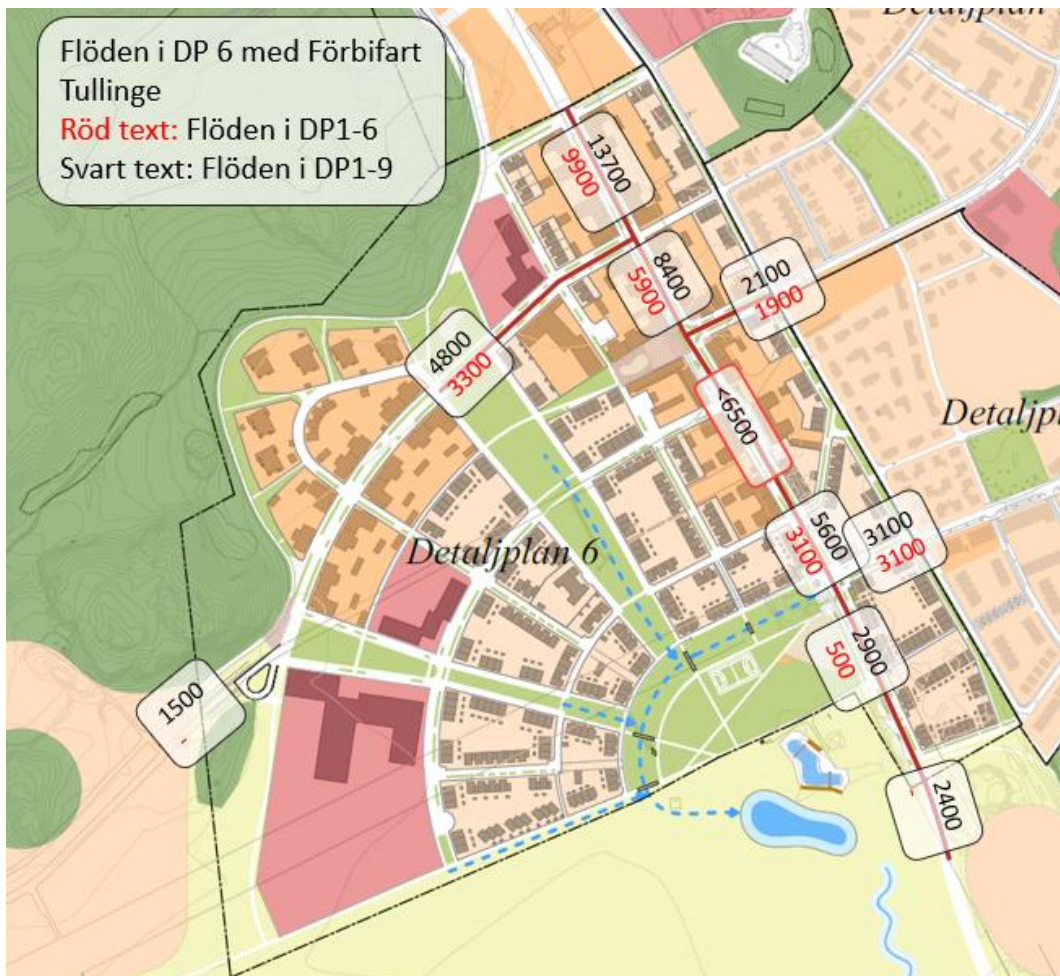 Flöden i DP 6 med Förbifart
Tullinge
Röd text: Flöden i DP1-6
Svart text: Flöden i DP1-9
Detaljplan
13700
9900
8400
5900
2100
1900
4800
3300
<6500
Detaljpl
5600
3100
3100
3100
Detaljplan 6
2900
500
1500
-
2400
-